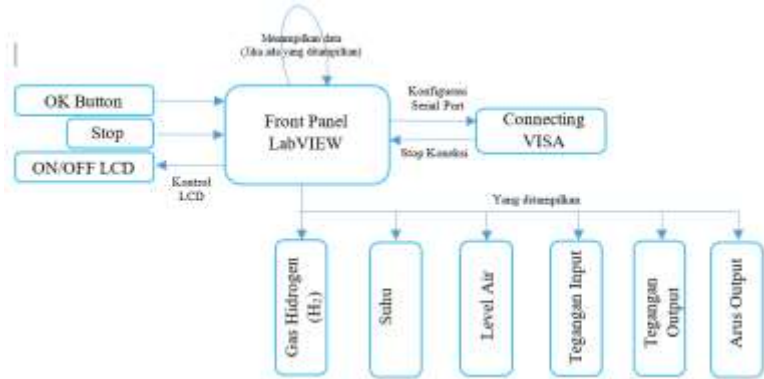 Menampilkan data
(Jika ada yang ditampilkan)
OK Button
Stop
ON/OFF LCD
Front Panel
LabVIEW
Kontrol
LCD
Konfigurasi
Serial Port
Stop Koneksi
Connecting
VISA
Yang ditampilkan
Gas Hidrogen
(H₂)
Suhu
Level Air
Tegangan Input
Tegangan
Output
Arus Output